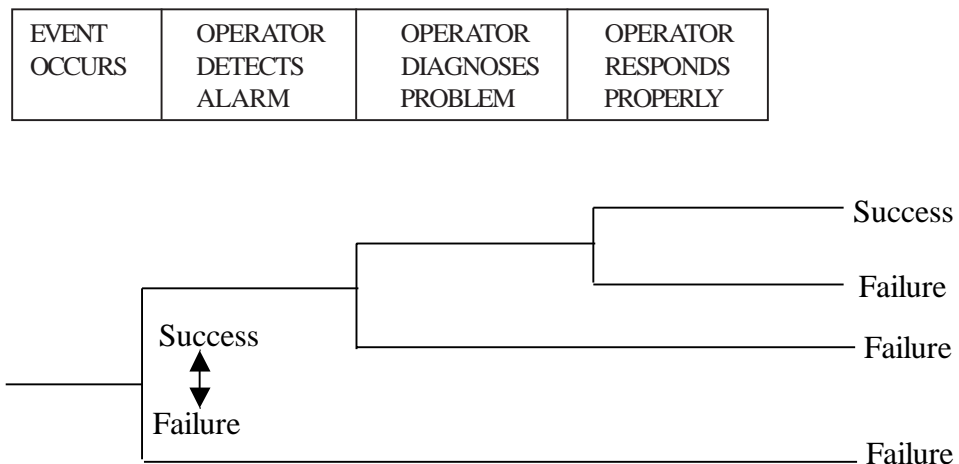 EVENT
OCCURS
OPERATOR
DETECTS
ALARM
OPERATOR
DIAGNOSES
PROBLEM
OPERATOR
RESPONDS
PROPERLY
Success
Failure
Success
Failure
Failure
Failure